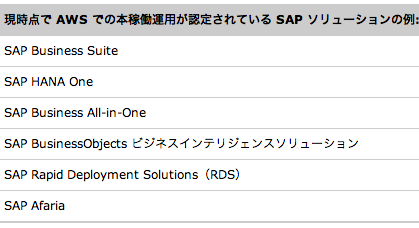 現時点で AWS での本稼働運用が認定されている SAP ソリューションの例:
SAP Business Suite
SAP HANA One
SAP Business All-in-One
SAP BusinessObjects ビジネスインテリジェンスソリューション
SAP Rapid Deployment Solutions（RDS）
SAP Afaria